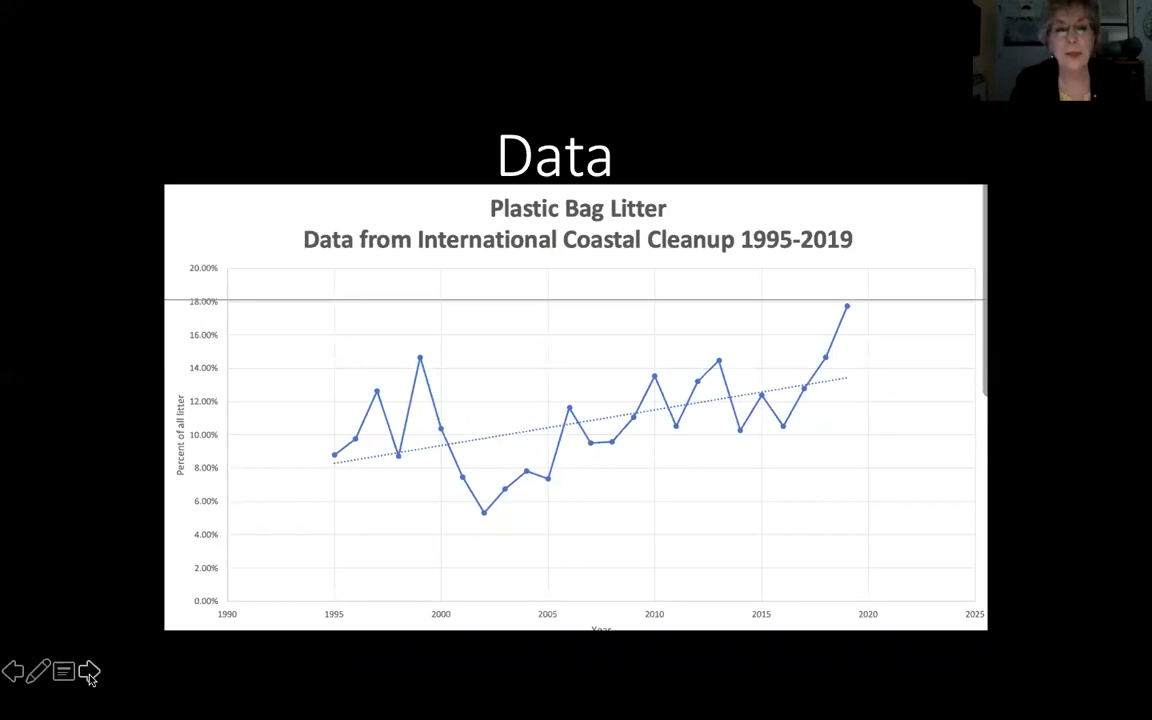 Data
Plastic Bag Litter
Data from International Coastal Cleanup 1995-2019
20.00%
18.00%
16.00%
14.00%
12.00%
10.00%
8.00%
6.00%
4.00%
2.00%
0.00%
Percent of all litter
1990 1995 2000 2005 2010 2015 2020 2025
Year